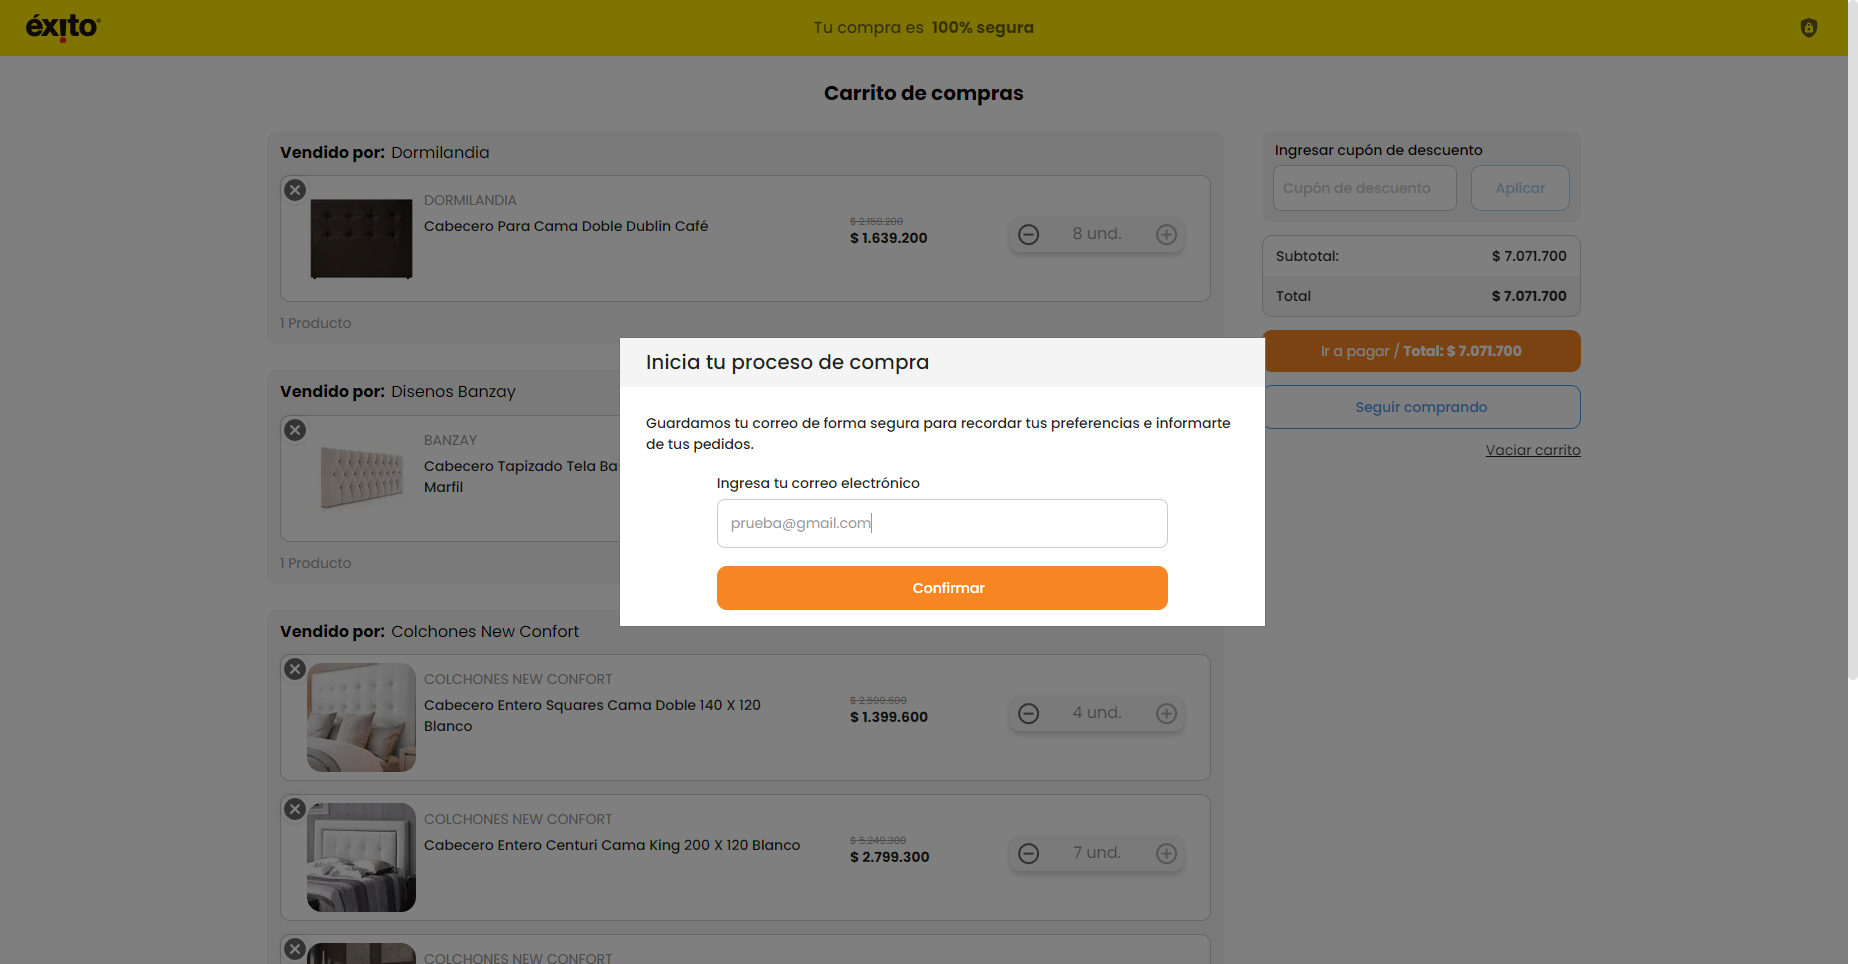 éxito
Tu compra es 100% segura
Carrito de compras
Vendido por: Dormilandia
DORMILANDIA
Cabecero Para Cama Doble Dublin Café
$ 2.159.200
$ 1.639.200
8 und.
1 Producto
Ingresar cupón de descuento
Cupón de descuento
Aplicar
Subtotal: $ 7.071.700
Total $ 7.071.700
Ir a pagar / Total: $ 7.071.700
Seguir comprando
Vaciar carrito
Inicia tu proceso de compra
Guardamos tu correo de forma segura para recordar tus preferencias e informarte
de tus pedidos.
Ingresa tu correo electrónico
prueba@gmail.com
Confirmar
Vendido por: Disenos Banzay
BANZAY
Cabecero Tapizado Tela Ba
Marfil
1 Producto
Vendido por: Colchones New Confort
COLCHONES NEW CONFORT
Cabecero Entero Squares Cama Doble 140 X 120
Blanco
$ 2.599.600
$ 1.399.600
4 und.
COLCHONES NEW CONFORT
Cabecero Entero Centuri Cama King 200 X 120 Blanco
$ 5.249.300
$ 2.799.300
7 und.
COLCHONES NEW CONFORT